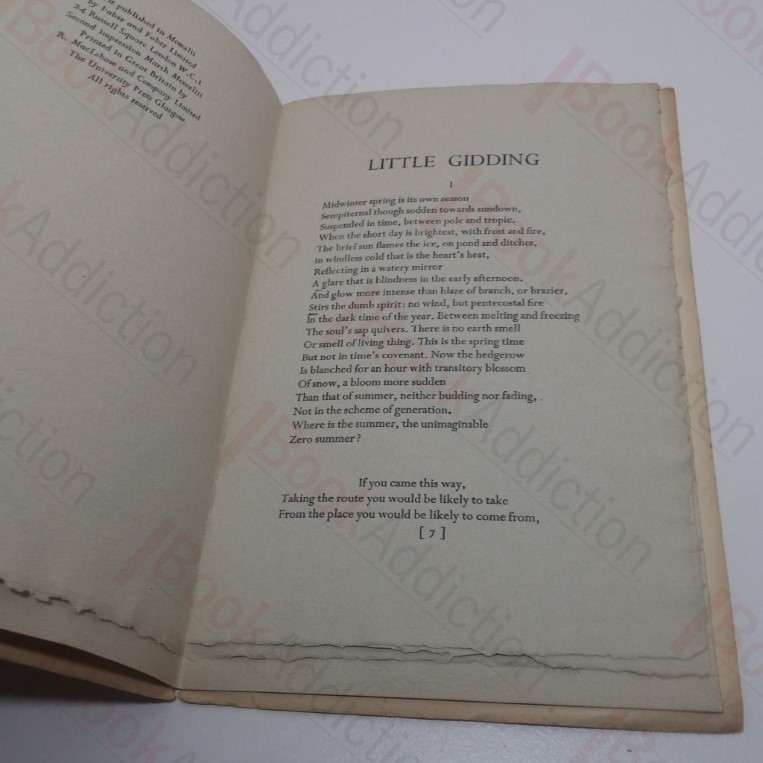 st published in Mcmxlii
by Faber and Faber Limited
24 Russell Square London W.C.1
Second Impression March Mcmxliii
Printed in Great Britain by
R. MacLehose and Company Limited
The University Press Glasgow
All rights reserved
LITTLE GIDDING
I
Midwinter spring is its own season
Sempiternal though sodden towards sundown,
Suspended in time, between pole and tropic.
When the short day is brightest, with frost and fire,
The brief sun flames the ice, on pond and ditches,
In windless cold that is the heart's heat,
Reflecting in a watery mirror
A glare that is blindness in the early afternoon.
And glow more intense than blaze of branch, or brazier,
Stirs the dumb spirit: no wind, but pentecostal fire
In the dark time of the year. Between melting and freezing
The soul's sap quivers. There is no earth smell
Or smell of living thing. This is the spring time
But not in time's covenant. Now the hedgerow
Is blanched for an hour with transitory blossom
Of snow, a bloom more sudden
Than that of summer, neither budding nor fading,
Not in the scheme of generation.
Where is the summer, the unimaginable
Zero summer?
If you came this way,
Taking the route you would be likely to take
From the place you would be likely to come from,
[ 7 ]
BookAddiction